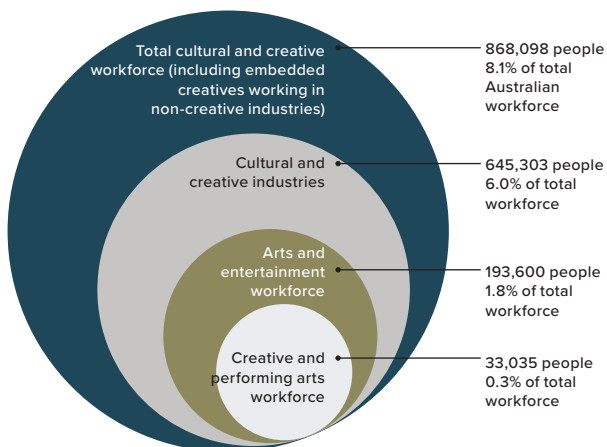 Total cultural and creative
workforce (including embedded
creatives working in
non-creative industries)
868,098 people
8.1% of total
Australian
workforce
Cultural and
creative industries
645,303 people
6.0% of total
workforce
Arts and
entertainment
workforce
193,600 people
1.8% of total
workforce
Creative and
performing arts
workforce
33,035 people
0.3% of total
workforce